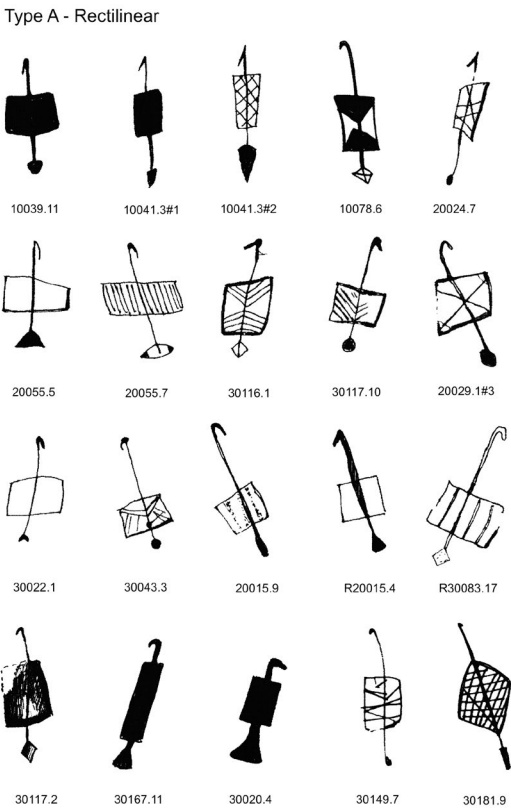 Type A - Rectilinear
10039.11 10041.3#1 10041.3#2 10078.6 20024.7
20055.5 20055.7 30116.1 30117.10 20029.1#3
30022.1 30043.3 20015.9 R20015.4 R30083.17
30117.2 30167.11 30020.4 30149.7 30181.9